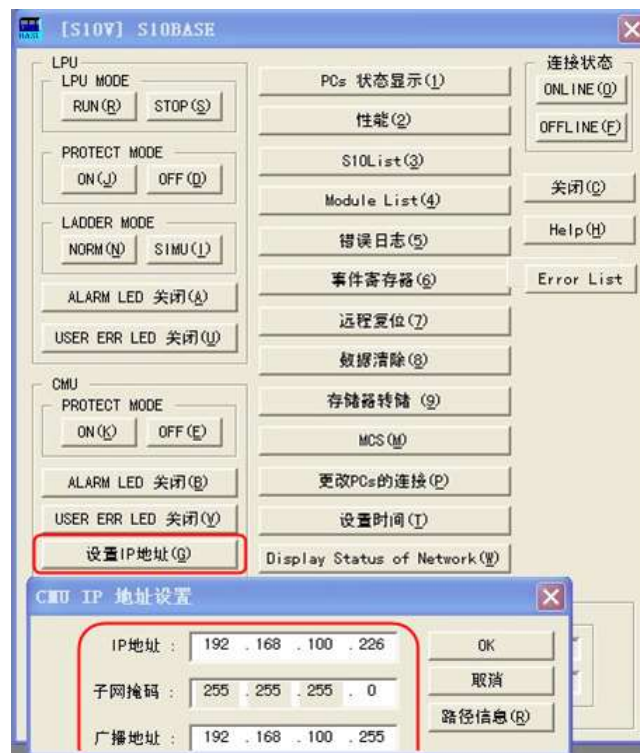 [S10V] S10BASE
LPU
LPU MODE
RUN(R)
STOP(S)
PROTECT MODE
ON(J)
OFF(D)
LADDER MODE
NORM(N)
SIMU(I)
ALARM LED 关闭(A)
USER ERR LED 关闭(U)
CMU
PROTECT MODE
ON(K)
OFF(E)
ALARM LED 关闭(B)
USER ERR LED 关闭(V)
设置IP地址(G)
PCs 状态显示(1)
性能(2)
S10List(3)
Module List(4)
错误日志(5)
事件寄存器(6)
远程复位(7)
数据清除(8)
存储器转储 (9)
MCS(M)
更改PCs的连接(P)
设置时间(T)
Display Status of Network(W)
连接状态
ONLINE(O)
OFFLINE(F)
关闭(C)
Help(H)
Error List
CMU IP 地址设置
IP地址 : 192 .168 .100 .226
子网掩码 : 255 .255 .255 . 0
广播地址 : 192 .168 .100 .255
OK
取消
路径信息(R)